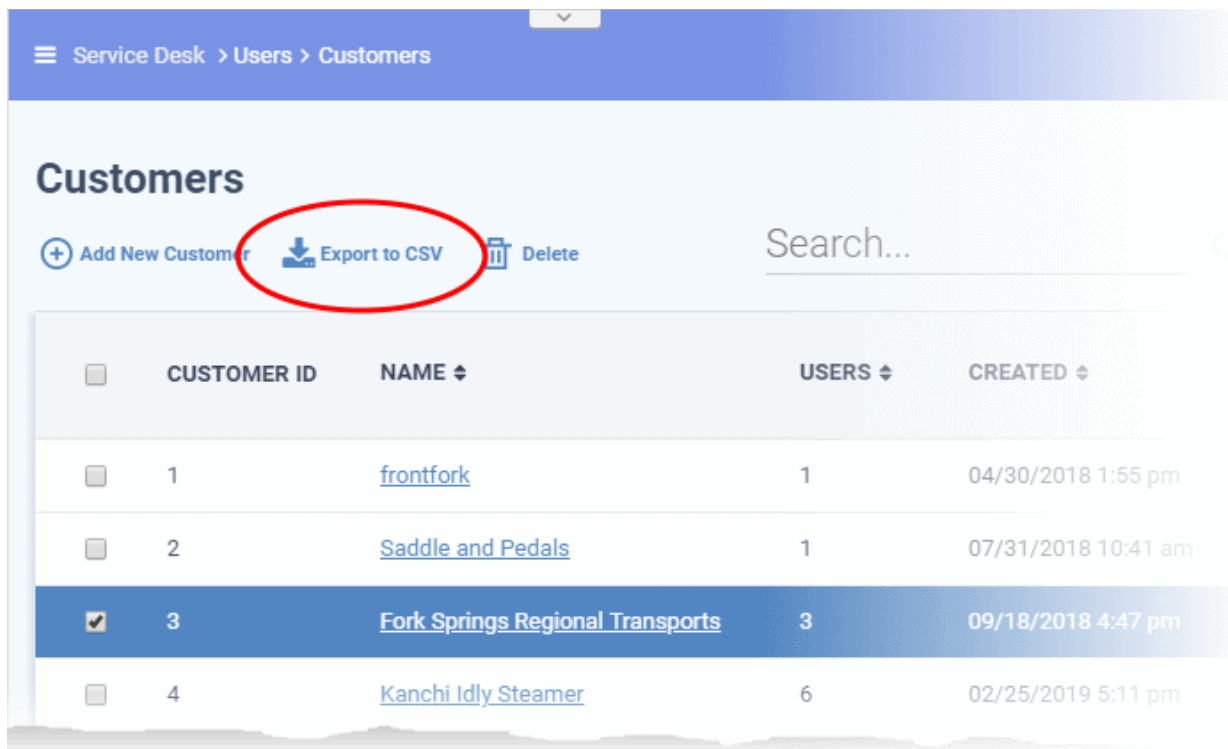 Service Desk > Users > Customers
Customers
Add New Customer Export to CSV Delete Search...
CUSTOMER ID NAME USERS CREATED
1 frontfork 1 04/30/2018 1:55 pm
2 Saddle and Pedals 1 07/31/2018 10:41 am
3 Fork Springs Regional Transports 3 09/18/2018 4:47 pm
4 Kanchi Idly Steamer 6 02/25/2019 5:11 pm